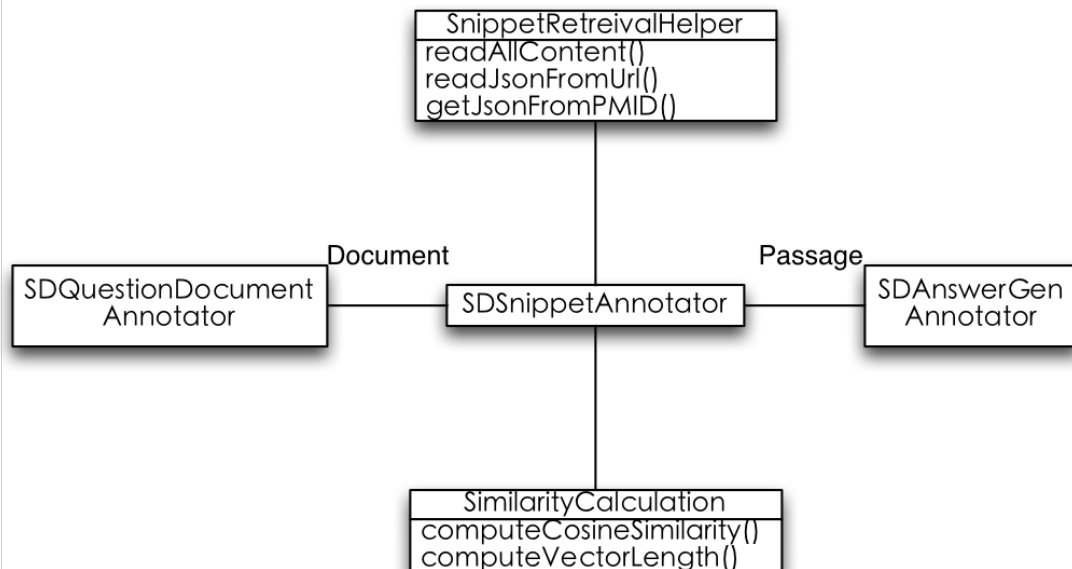 SnippetRetreivalHelper
readAllContent()
readJsonFromUrl()
getJsonFromPMID()
Document
Passage
SDQuestionDocument
Annotator
SDSnippetAnnotator
SDAnswerGen
Annotator
SimilarityCalculation
computeCosineSimilarity()
computeVectorLength()